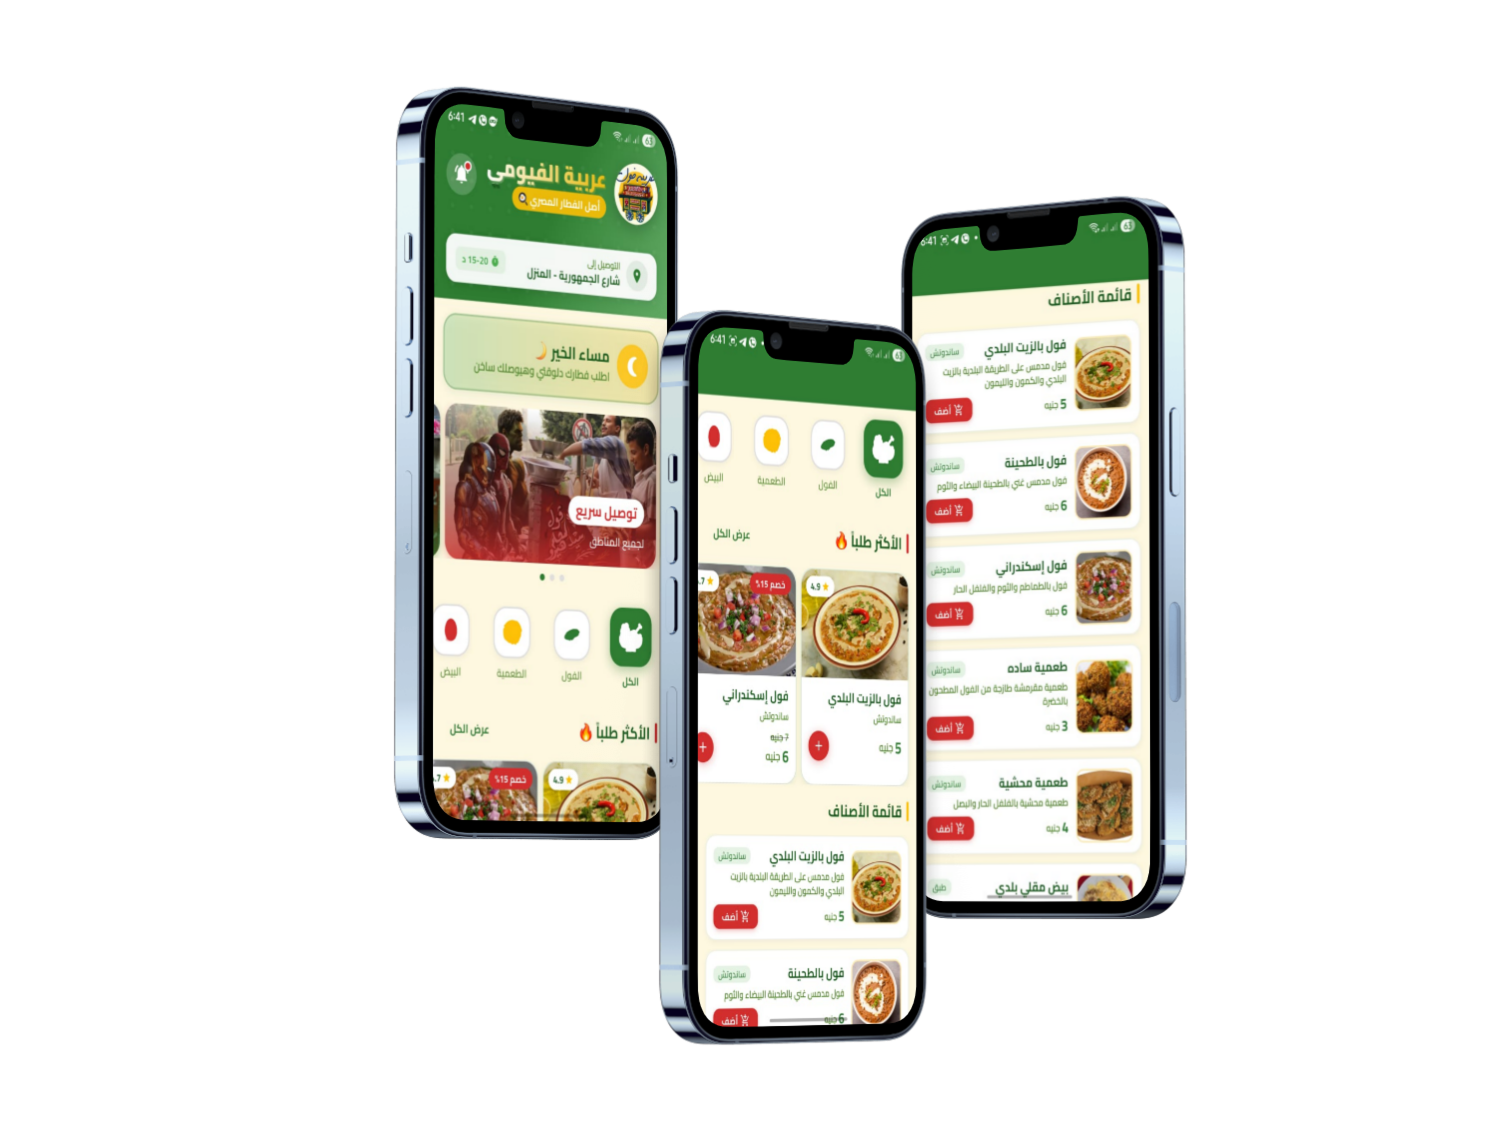 6:41
63
عربية الفيومى
أصل الفطار المصري
التوصيل إلى
شارع الجمهورية - المنزل
15-20 د
مساء الخير
اطلب فطارك دلوقتي وهيوصلك ساخن
توصيل سريع
لجميع المناطق
الكل
الفول
الطعمية
البيض
الأكثر طلباً
عرض الكل
4.9
خصم 15%
.7
6:41
63
الكل
الفول
الطعمية
البيض
الأكثر طلباً
عرض الكل
4.9
خصم 15%
.7
فول بالزيت البلدي
ساندوتش
5 جنيه
فول إسكندراني
ساندوتش
7 جنيه
6 جنيه
قائمة الأصناف
فول بالزيت البلدي
ساندوتش
فول مدمس على الطريقة البلدية بالزيت
البلدي والكمون والليمون
5 جنيه
أضف
فول بالطحينة
ساندوتش
فول مدمس غني بالطحينة البيضاء والثوم
6 جنيه
أضف
6:41
63
قائمة الأصناف
فول بالزيت البلدي
ساندوتش
فول مدمس على الطريقة البلدية بالزيت
البلدي والكمون والليمون
5 جنيه
أضف
فول بالطحينة
ساندوتش
فول مدمس غني بالطحينة البيضاء والثوم
6 جنيه
أضف
فول إسكندراني
ساندوتش
فول بالطماطم والثوم والفلفل الحار
6 جنيه
أضف
طعمية ساده
ساندوتش
طعمية مقرمشة طازجة من الفول المطحون
بالخضرة
3 جنيه
أضف
طعمية محشية
ساندوتش
طعمية محشية بالفلفل الحار والبصل
4 جنيه
أضف
بيض مقلي بلدي
طبق